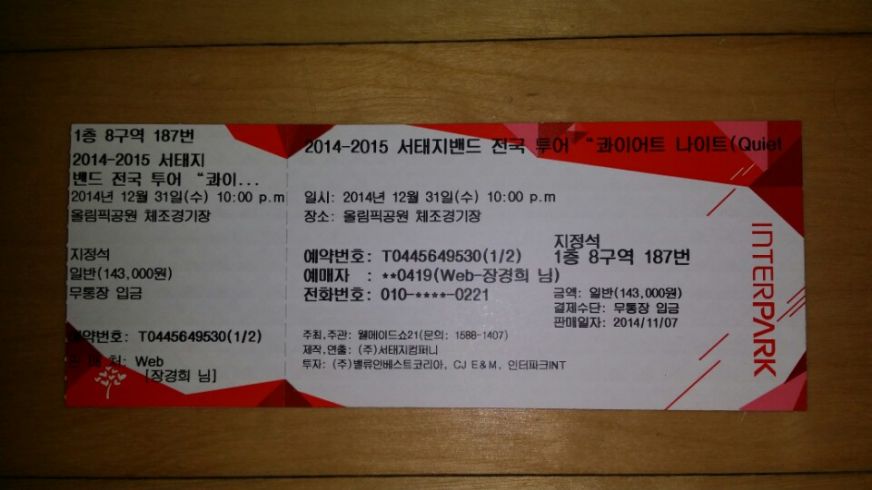 1층 8구역 187번
2014-2015 서태지
밴드 전국 투어 “콰이...
2014년 12월 31일(수) 10:00 p.m
올림픽공원 체조경기장
지정석
일반(143,000원)
무통장 입금
예약번호: T0445649530(1/2)
처: Web
[장경희 님]
2014-2015 서태지밴드 전국 투어 “콰이어트 나이트(Quiet
일시: 2014년 12월 31일(수) 10:00 p.m
장소: 올림픽공원 체조경기장
예약번호: T0445649530(1/2)
예매자 : **0419(Web-장경희 님)
전화번호: 010-****-0221
지정석
1층 8구역 187번
금액: 일반(143,000원)
결제수단: 무통장 입금
판매일자: 2014/11/07
주최,주관: 웰메이드쇼21(문의: 1588-1407)
제작,연출: (주)서태지컴퍼니
투자: (주)밸류인베스트코리아, CJ E&M, 인터파크INT
INTERPARK